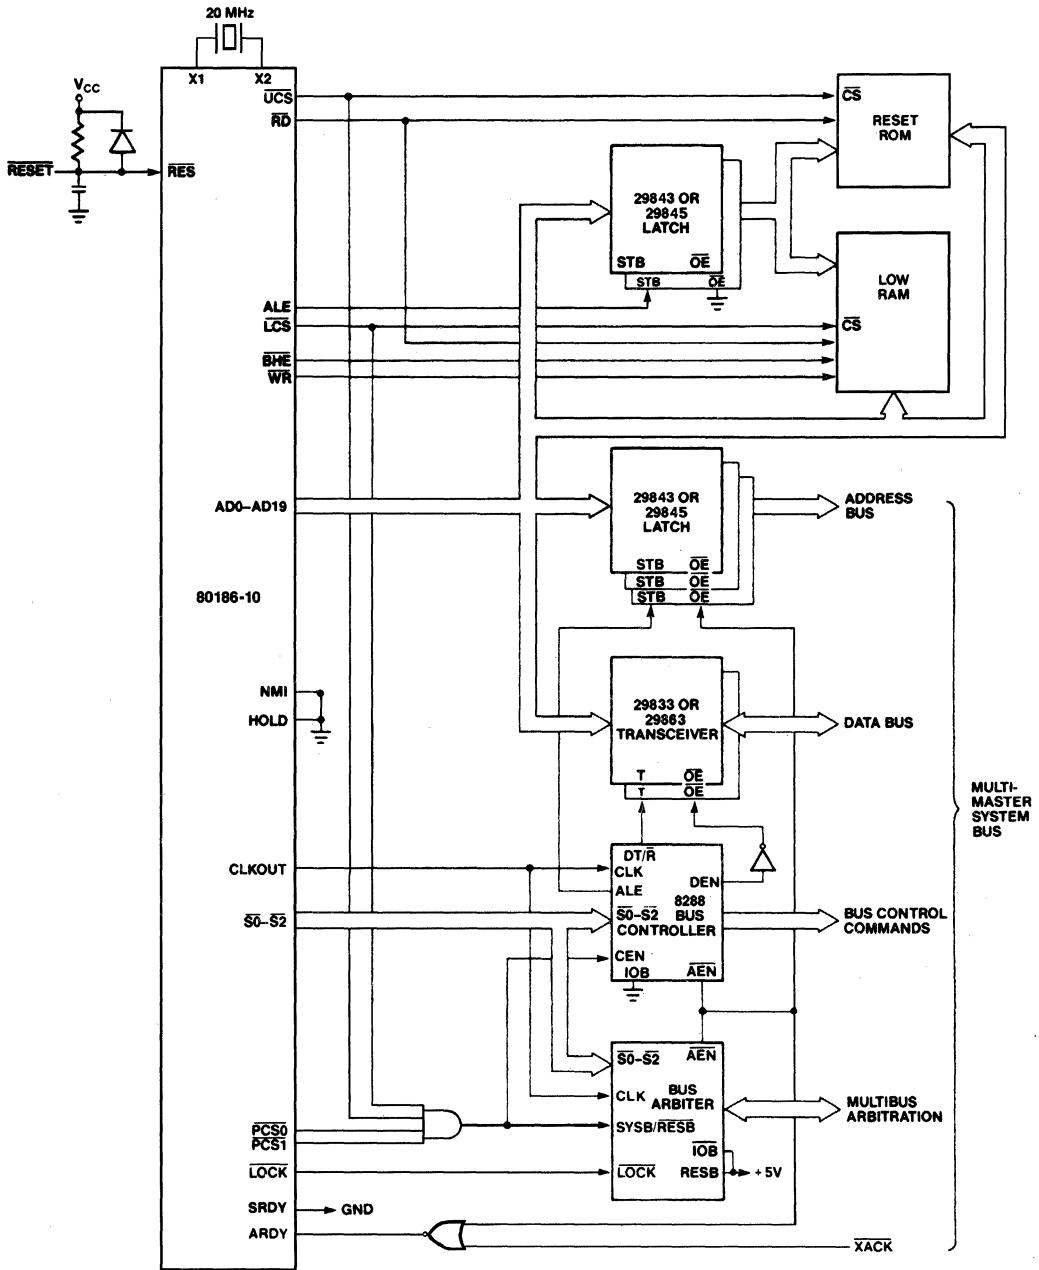 20 MHz
X1 X2
VCC
RESET
RES
UCS
RD
CS
RESET
ROM
29843 OR
29845
LATCH
STB OE
STB OE
LOW
RAM
CS
ALE
LCS
BHE
WR
AD0–AD19
29843 OR
29845
LATCH
STB OE
STB OE
STB OE
ADDRESS
BUS
80186-10
NMI
HOLD
29833 OR
29863
TRANSCEIVER
T OE
T OE
DATA BUS
MULTI-
MASTER
SYSTEM
BUS
CLKOUT
S0–S2
DT/R
CLK
ALE
DEN
8288
S0–S2 BUS
CONTROLLER
CEN
IOB AEN
BUS CONTROL
COMMANDS
S0–S2 AEN
CLK
BUS
ARBITER
SYSB/RESB
IOB
LOCK RESB
+5V
MULTIBUS
ARBITRATION
PCS0
PCS1
LOCK
SRDY
GND
ARDY
XACK